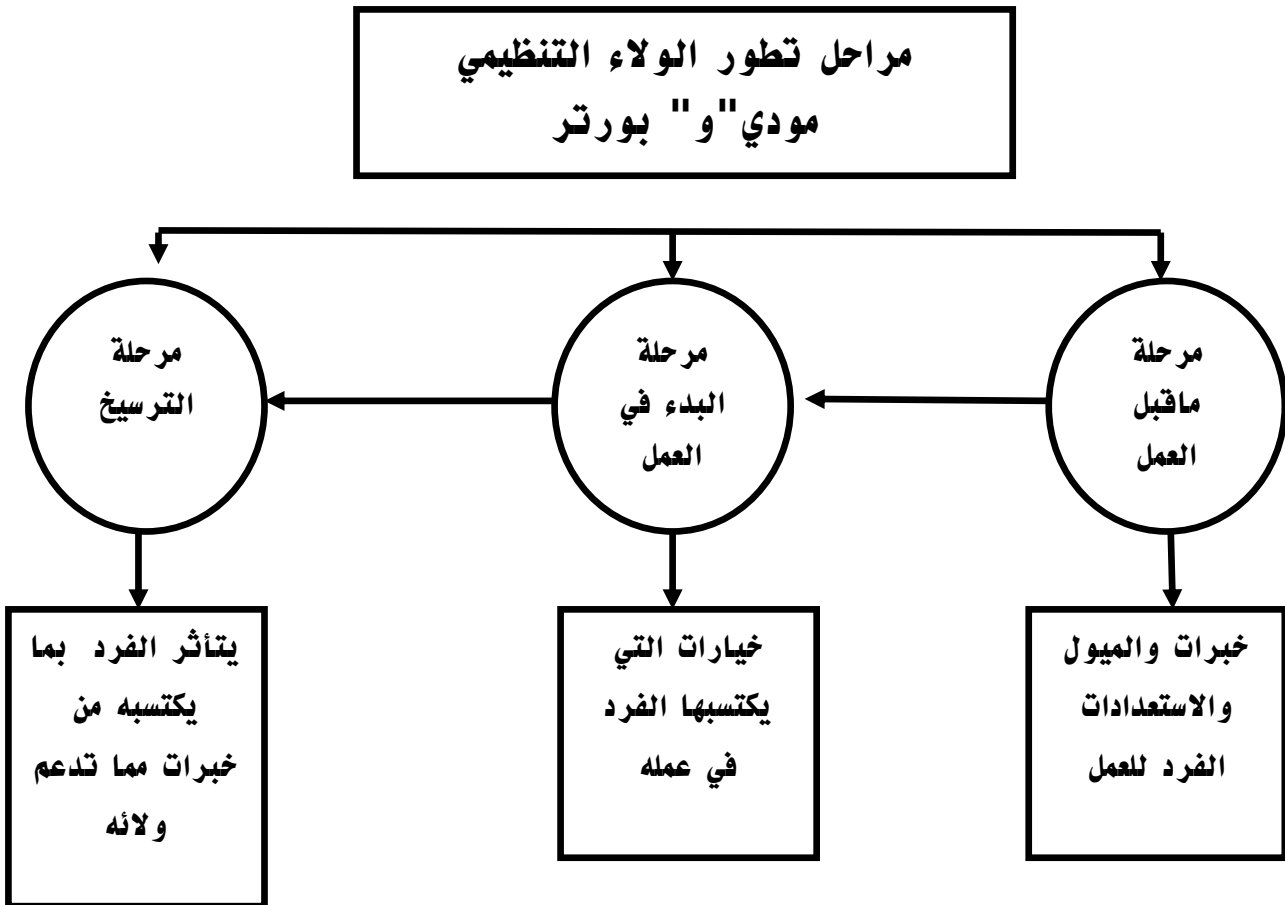 مراحل تطور الولاء التنظيمي
مودي"و" بورتر
مرحلة
ماقبل
العمل
مرحلة
البدء في
العمل
مرحلة
الترسيخ
خبرات والميول
والاستعدادات
الفرد للعمل
خيارات التي
يكتسبها الفرد
في عمله
يتأثر الفرد بما
يكتسبه من
خبرات مما تدعم
ولائه